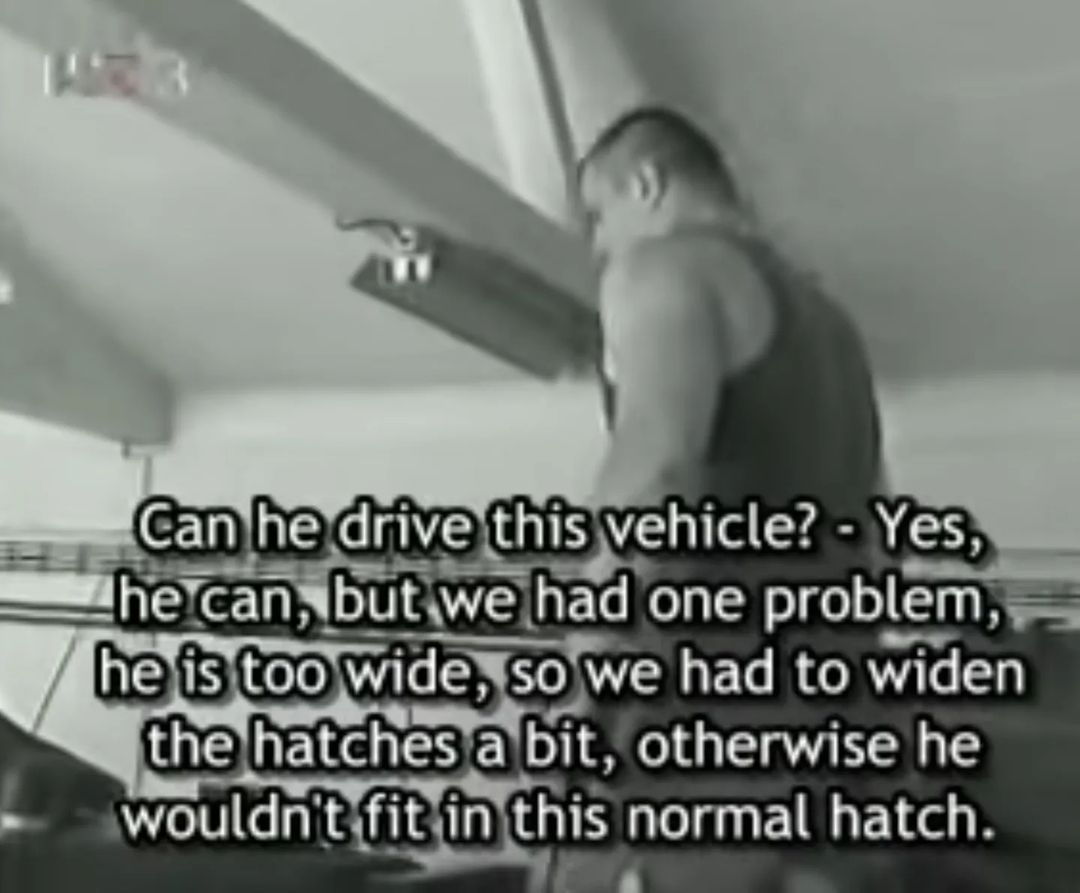 Can he drive this vehicle? - Yes,
he can, but we had one problem,
he is too wide, so we had to widen
the hatches a bit, otherwise he
wouldn't fit in this normal hatch.